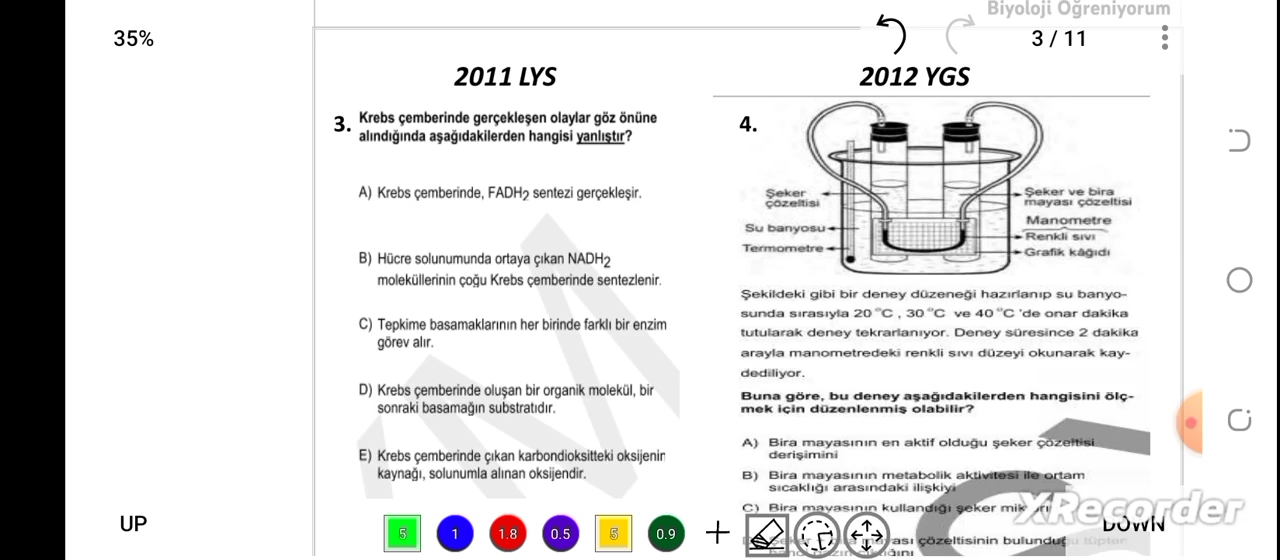 Biyoloji Öğreniyorum
35%
3 / 11
2011 LYS
3. Krebs çemberinde gerçekleşen olaylar göz önüne
alındığında aşağıdakilerden hangisi yanlıştır?
A) Krebs çemberinde, FADH2 sentezi gerçekleşir.
B) Hücre solunumunda ortaya çıkan NADH2
moleküllerinin çoğu Krebs çemberinde sentezlenir.
C) Tepkime basamaklarının her birinde farklı bir enzim
görev alır.
D) Krebs çemberinde oluşan bir organik molekül, bir
sonraki basamağın substratıdır.
E) Krebs çemberinde çıkan karbondioksitteki oksijenin
kaynağı, solunumla alınan oksijendir.
2012 YGS
4.
Şeker
çözeltisi
Su banyosu
Termometre
Şeker ve bira
mayası çözeltisi
Manometre
Renkli sıvı
Grafik kâğıdı
Şekildeki gibi bir deney düzeneği hazırlanıp su banyo-
sunda sırasıyla 20 °C , 30 °C ve 40 °C 'de onar dakika
tutularak deney tekrarlanıyor. Deney süresince 2 dakika
arayla manometredeki renkli sıvı düzeyi okunarak kay-
dediliyor.
Buna göre, bu deney aşağıdakilerden hangisini ölç-
mek için düzenlenmiş olabilir?
A) Bira mayasının en aktif olduğu şeker çözeltisi
derişimini
B) Bira mayasının metabolik aktivitesi ile ortam
sıcaklığı arasındaki ilişkiyi
C) Bira mayasının kullandığı şeker
çözeltisinin bulunduğu
UP
5 1 1.8 0.5 5 0.9
DOWN
XRecorder